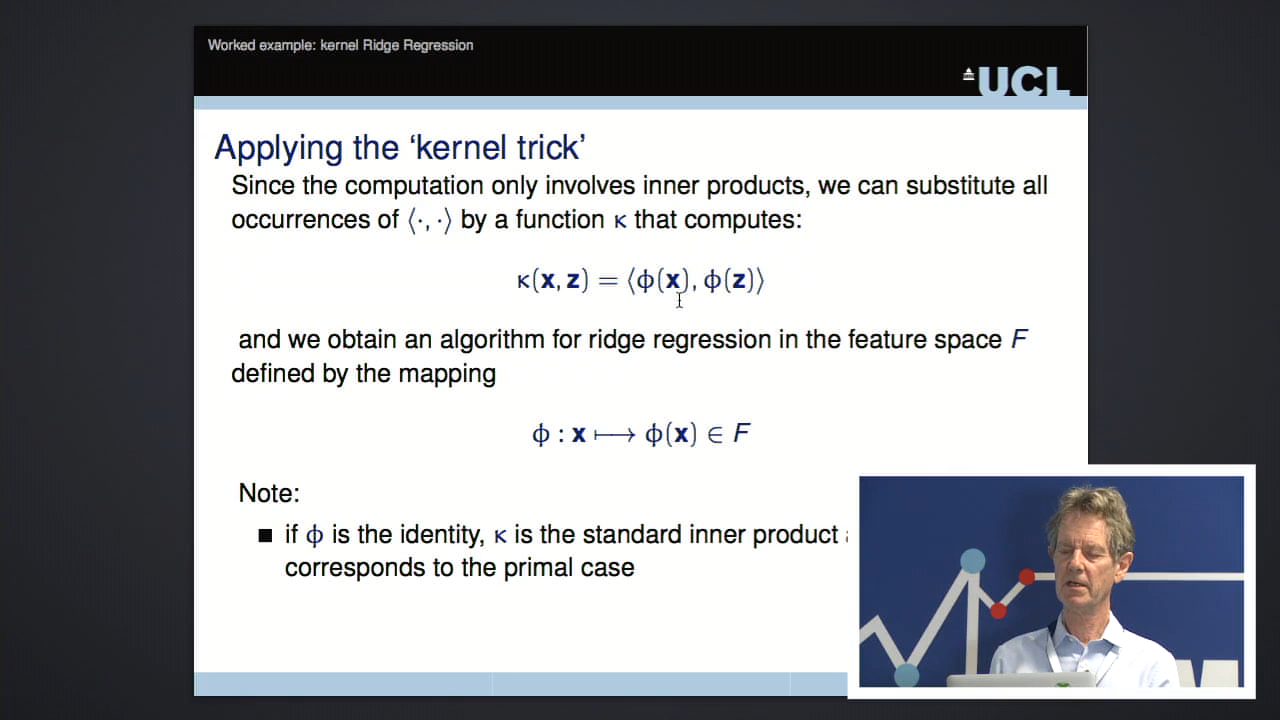 Worked example: kernel Ridge Regression
UCL
Applying the ‘kernel trick’
Since the computation only involves inner products, we can substitute all
occurrences of ⟨·, ·⟩ by a function κ that computes:
κ(x, z) = ⟨ϕ(x), ϕ(z)⟩
and we obtain an algorithm for ridge regression in the feature space F
defined by the mapping
ϕ : x ⟼ ϕ(x) ∈ F
Note:
■ if ϕ is the identity, κ is the standard inner product
corresponds to the primal case